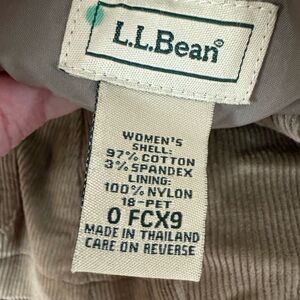 L.L.Bean®
WOMEN'S
SHELL:
97% COTTON
3% SPANDEX
LINING:
100% NYLON
18-PET
0 FCX9
MADE IN THAILAND
CARE ON REVERSE